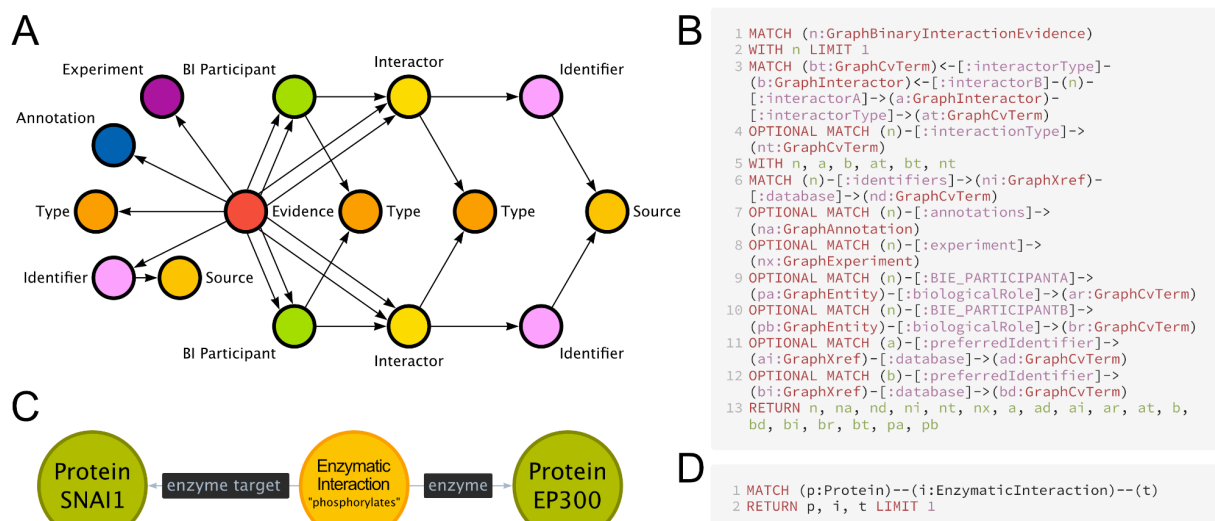 A
Experiment
BI Participant
Interactor
Identifier
Annotation
Type
Evidence
Type
Type
Source
Identifier
Source
BI Participant
Interactor
Identifier
B
1 MATCH (n:GraphBinaryInteractionEvidence)
2 WITH n LIMIT 1
3 MATCH (bt:GraphCvTerm)<-[:interactorType]-
(b:GraphInteractor)<-[:interactorB]-(n)-
[:interactorA]->(a:GraphInteractor)-
[:interactorType]->(at:GraphCvTerm)
4 OPTIONAL MATCH (n)-[:interactionType]->
(nt:GraphCvTerm)
5 WITH n, a, b, at, bt, nt
6 MATCH (n)-[:identifiers]->(ni:GraphXref)-
[:database]->(nd:GraphCvTerm)
7 OPTIONAL MATCH (n)-[:annotations]->
(na:GraphAnnotation)
8 OPTIONAL MATCH (n)-[:experiment]->
(nx:GraphExperiment)
9 OPTIONAL MATCH (n)-[:BIE_PARTICIPANTA]->
(pa:GraphEntity)-[:biologicalRole]->(ar:GraphCvTerm)
10 OPTIONAL MATCH (n)-[:BIE_PARTICIPANTB]->
(pb:GraphEntity)-[:biologicalRole]->(br:GraphCvTerm)
11 OPTIONAL MATCH (a)-[:preferredIdentifier]->
(ai:GraphXref)-[:database]->(ad:GraphCvTerm)
12 OPTIONAL MATCH (b)-[:preferredIdentifier]->
(bi:GraphXref)-[:database]->(bd:GraphCvTerm)
13 RETURN n, na, nd, ni, nt, nx, a, ad, ai, ar, at, b,
bd, bi, br, bt, pa, pb
C
Protein
SNAI1
enzyme target
Enzymatic
Interaction
"phosphorylates"
enzyme
Protein
EP300
D
1 MATCH (p:Protein)--(i:EnzymaticInteraction)--(t)
2 RETURN p, i, t LIMIT 1